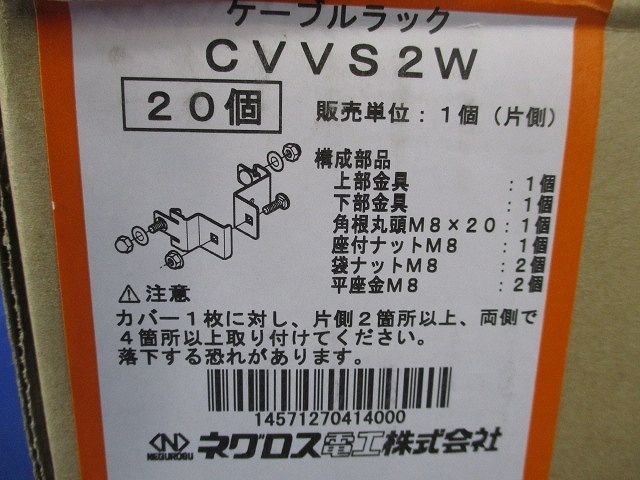 ケーブルラック
CVVS2W
20個
販売単位：1個（片側）
構成部品
上部金具：1個
下部金具：1個
角根丸頭M8×20：1個
座付ナットM8：1個
袋ナットM8：2個
平座金M8：2個
⚠注意
カバー1枚に対し、片側2箇所以上、両側で
4箇所以上取り付けてください。
落下する恐れがあります。
14571270414000
NEGUROSU
ネグロス電工株式会社